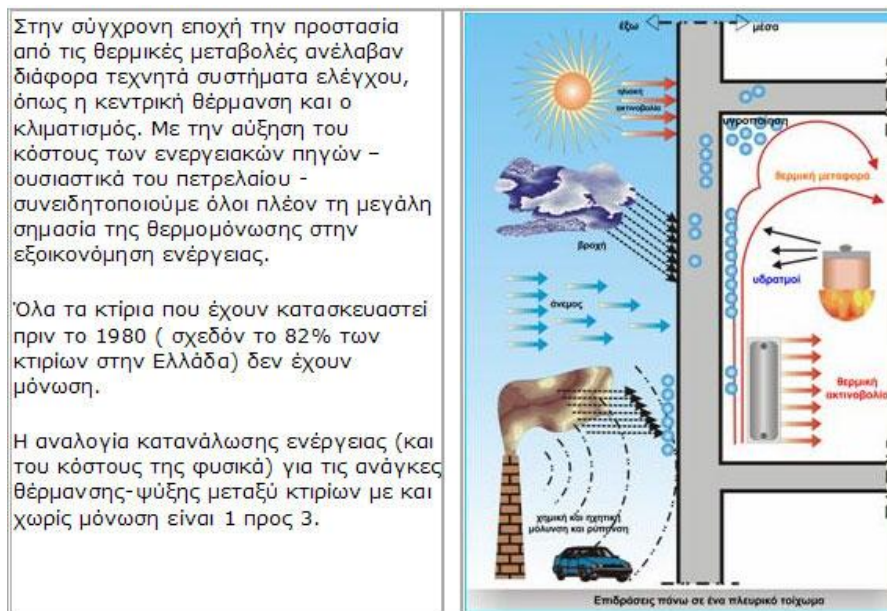 Στην σύγχρονη εποχή την προστασία
από τις θερμικές μεταβολές ανέλαβαν
διάφορα τεχνητά συστήματα ελέγχου,
όπως η κεντρική θέρμανση και ο
κλιματισμός. Με την αύξηση του
κόστους των ενεργειακών πηγών –
ουσιαστικά του πετρελαίου -
συνειδητοποιούμε όλοι πλέον τη μεγάλη
σημασία της θερμομόνωσης στην
εξοικονόμηση ενέργειας.
Όλα τα κτίρια που έχουν κατασκευαστεί
πριν το 1980 ( σχεδόν το 82% των
κτιρίων στην Ελλάδα) δεν έχουν
μόνωση.
Η αναλογία κατανάλωσης ενέργειας (και
του κόστους της φυσικά) για τις ανάγκες
θέρμανσης-ψύξης μεταξύ κτιρίων με και
χωρίς μόνωση είναι 1 προς 3.
έξω
μέσα
ηλιακή
ακτινοβολία
υγροποίηση
θερμική μεταφορά
βροχή
υδρατμοί
άνεμος
θερμική
ακτινοβολία
χημική και ηχητική
μόλυνση και ρύπανση
Επιδράσεις πάνω σε ένα πλευρικό τοίχωμα